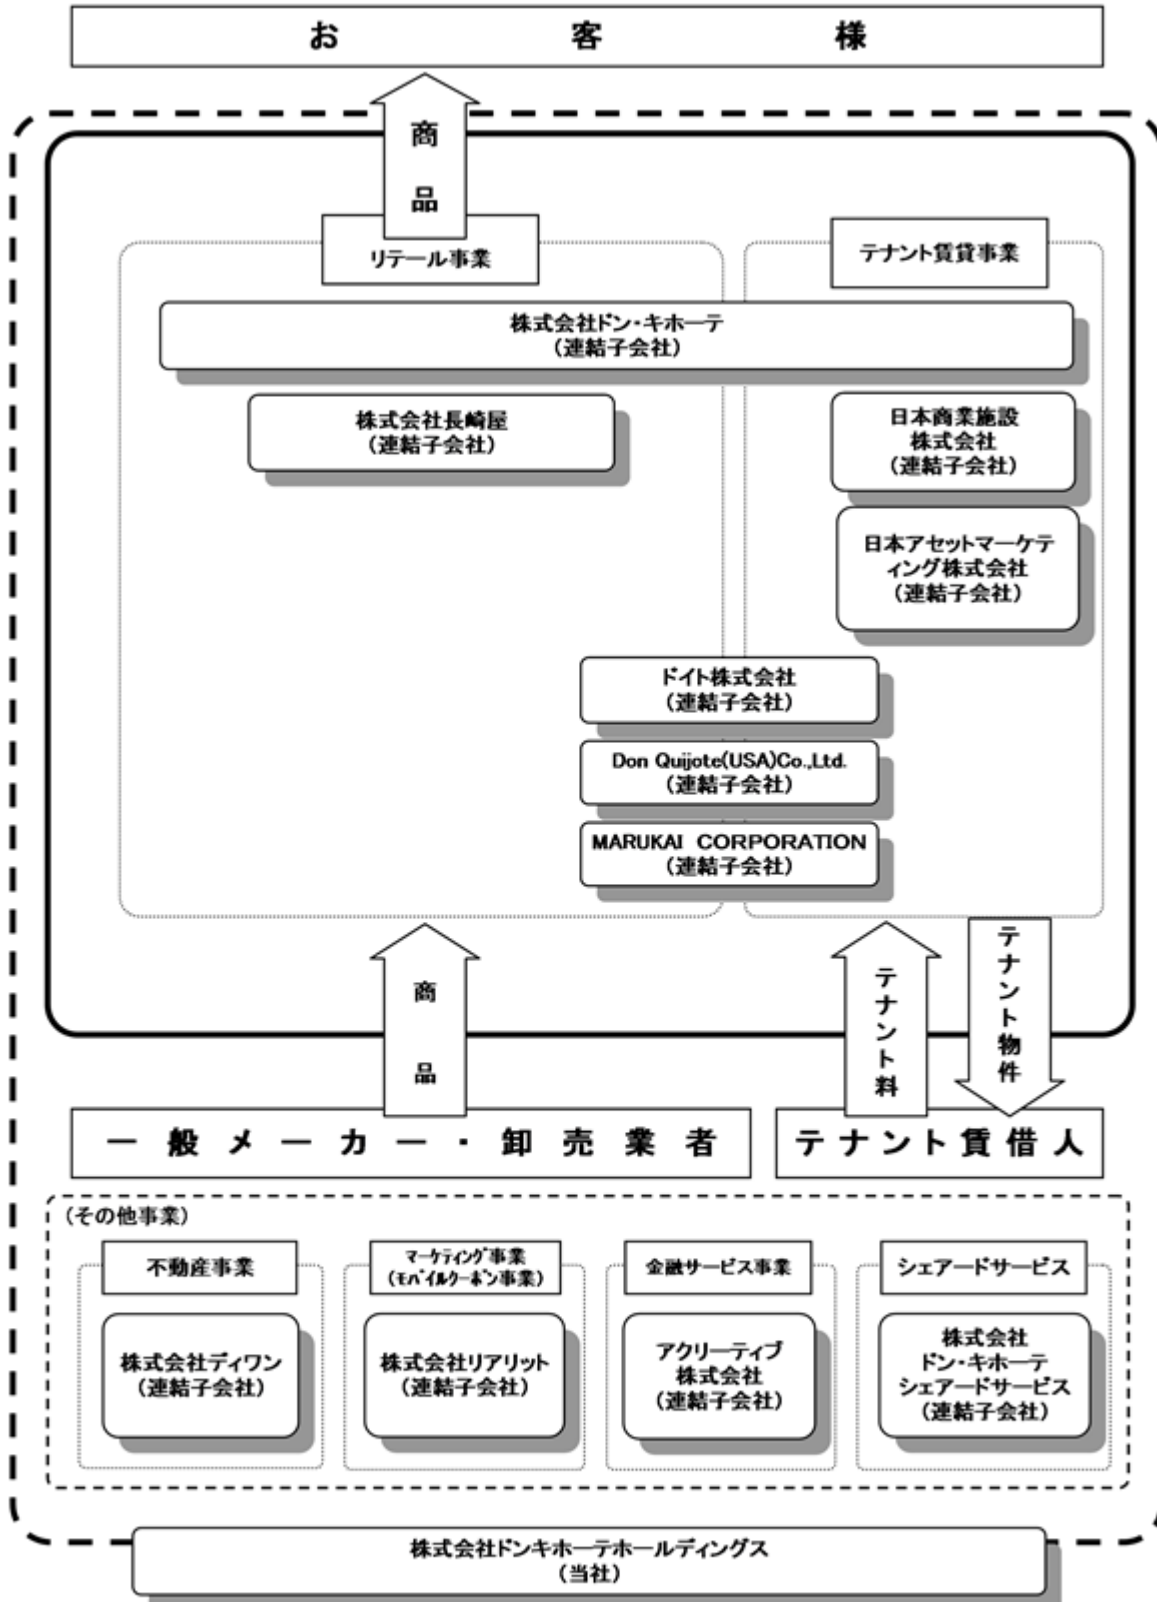 お客様
商品
リテール事業
テナント賃貸事業
株式会社ドン・キホーテ
(連結子会社)
株式会社長崎屋
(連結子会社)
日本商業施設
株式会社
(連結子会社)
日本アセットマーケテ
ィング株式会社
(連結子会社)
ドイト株式会社
(連結子会社)
Don Quijote(USA)Co.,Ltd.
(連結子会社)
MARUKAI CORPORATION
(連結子会社)
商品
テナント料
テナント物件
一般メーカー・卸売業者
テナント賃借人
(その他事業)
不動産事業
マーケティング事業
(モバイルクーポン事業)
金融サービス事業
シェアードサービス
株式会社ディワン
(連結子会社)
株式会社リアリット
(連結子会社)
アクリーティブ
株式会社
(連結子会社)
株式会社
ドン・キホーテ
シェアードサービス
(連結子会社)
株式会社ドンキホーテホールディングス
(当社)